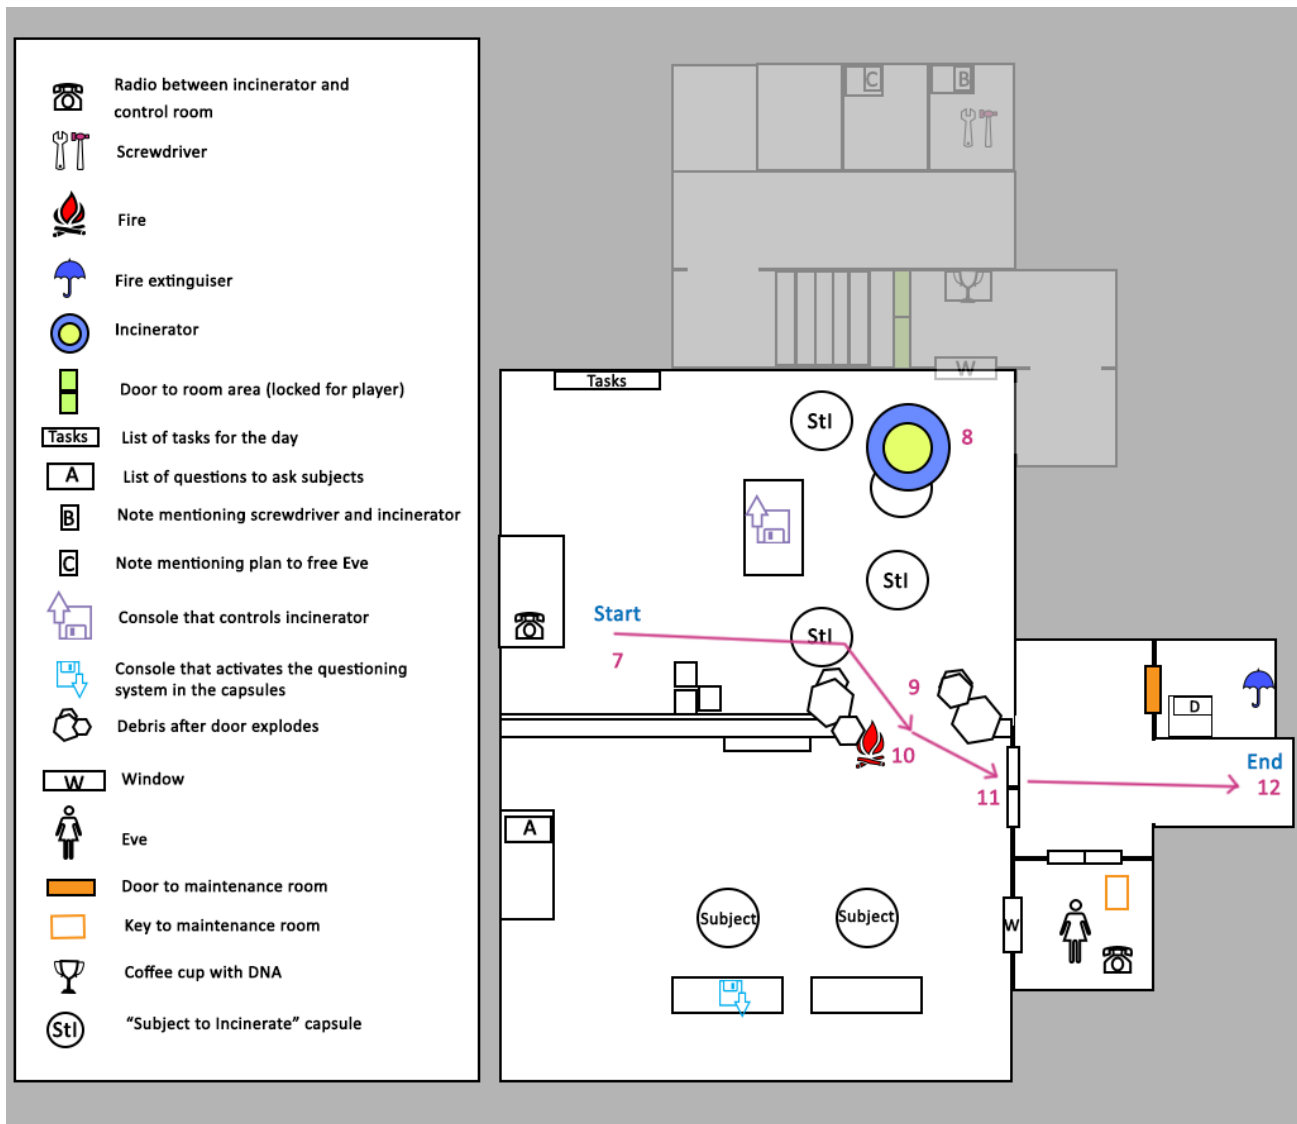 Radio between incinerator and
control room
Screwdriver
Fire
Fire extinguiser
Incinerator
Door to room area (locked for player)
Tasks
List of tasks for the day
A
List of questions to ask subjects
B
Note mentioning screwdriver and incinerator
C
Note mentioning plan to free Eve
Console that controls incinerator
Console that activates the questioning
system in the capsules
Debris after door explodes
W
Window
Eve
Door to maintenance room
Key to maintenance room
Coffee cup with DNA
StI
“Subject to Incinerate” capsule
C
B
W
Tasks
StI
8
StI
Start
StI
7
9
D
10
End
11
12
A
Subject
Subject
W